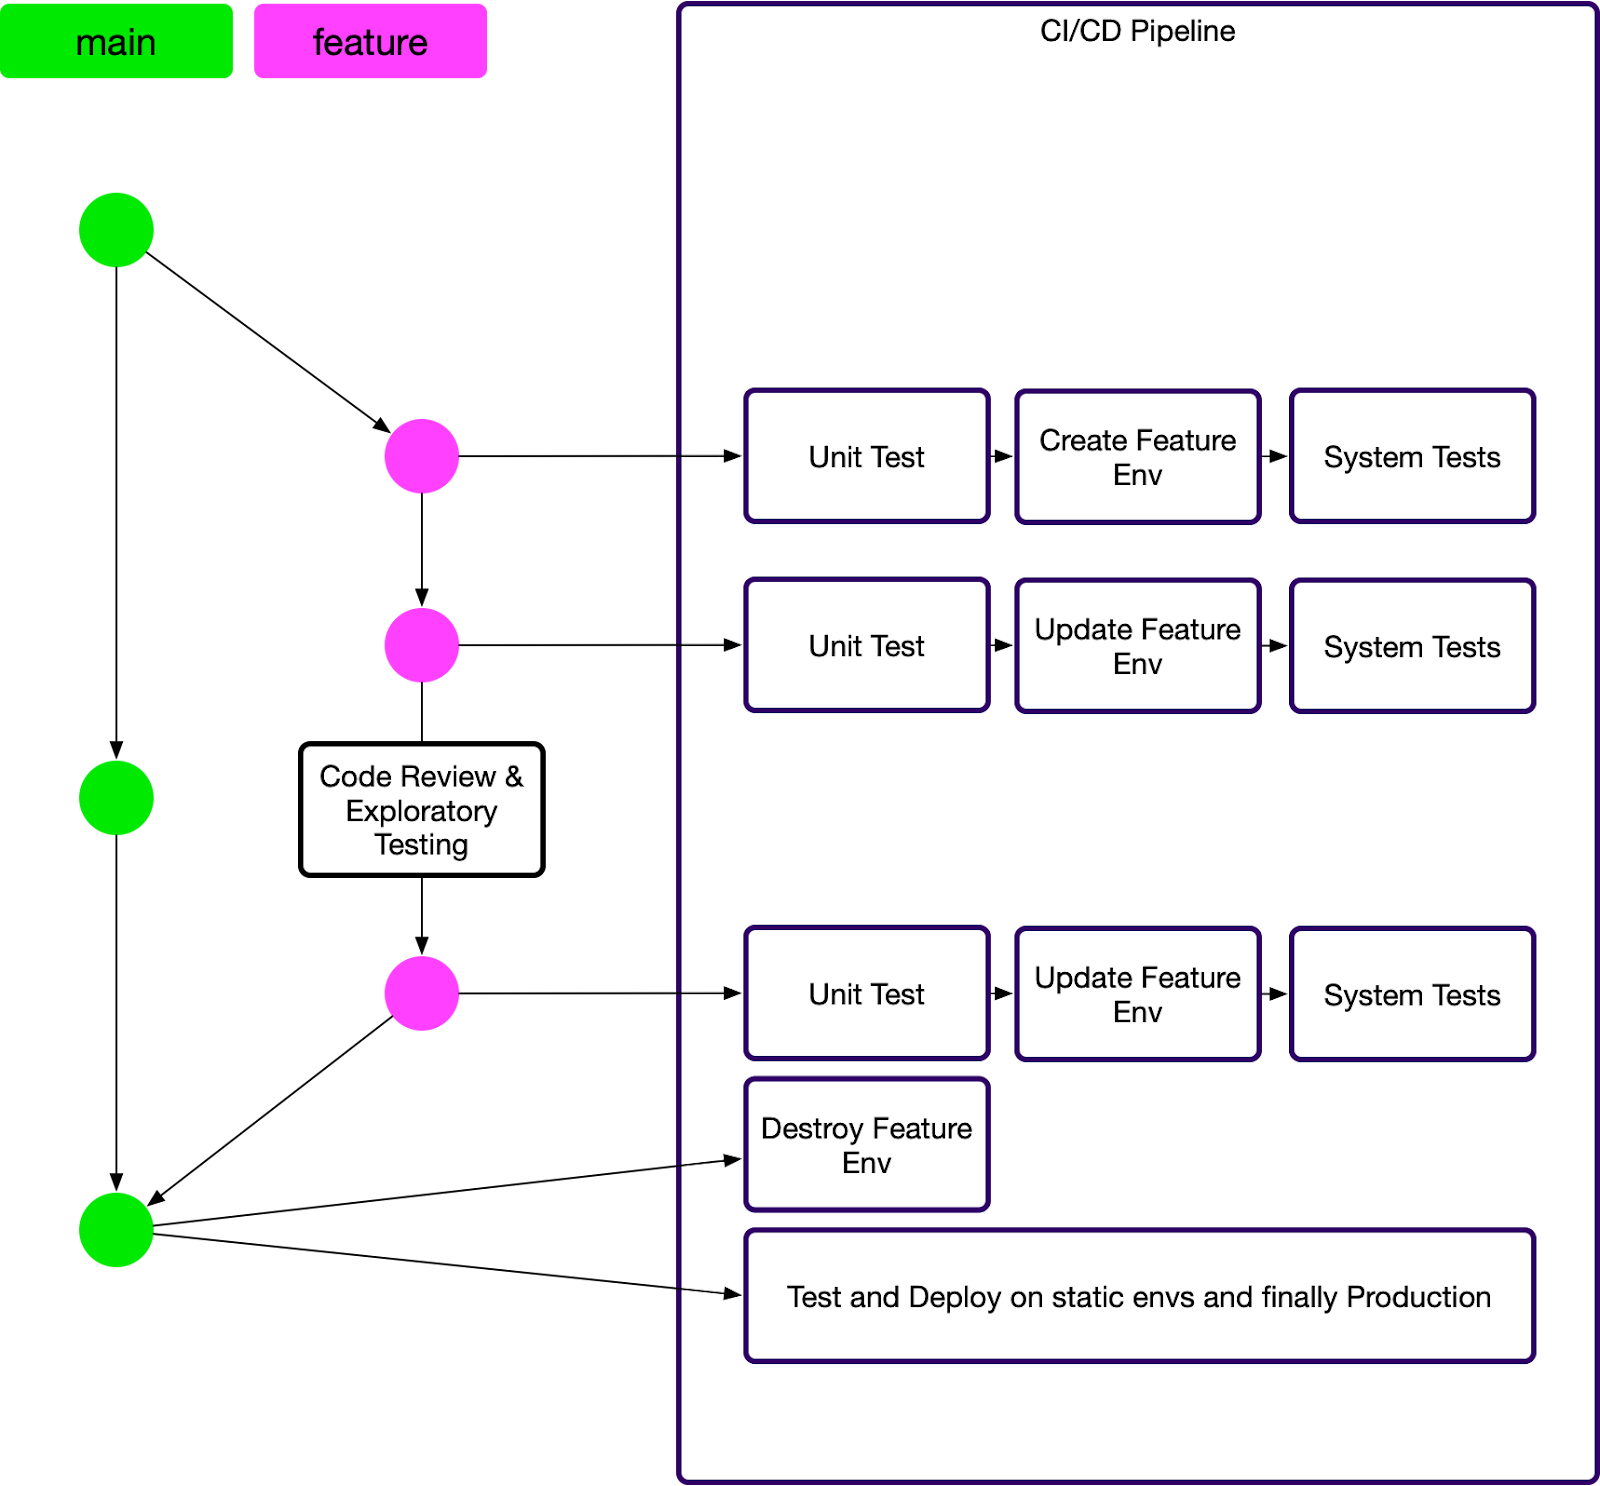 main
feature
CI/CD Pipeline
Unit Test
Create Feature
Env
System Tests
Unit Test
Update Feature
Env
System Tests
Code Review &
Exploratory
Testing
Unit Test
Update Feature
Env
System Tests
Destroy Feature
Env
Test and Deploy on static envs and finally Production